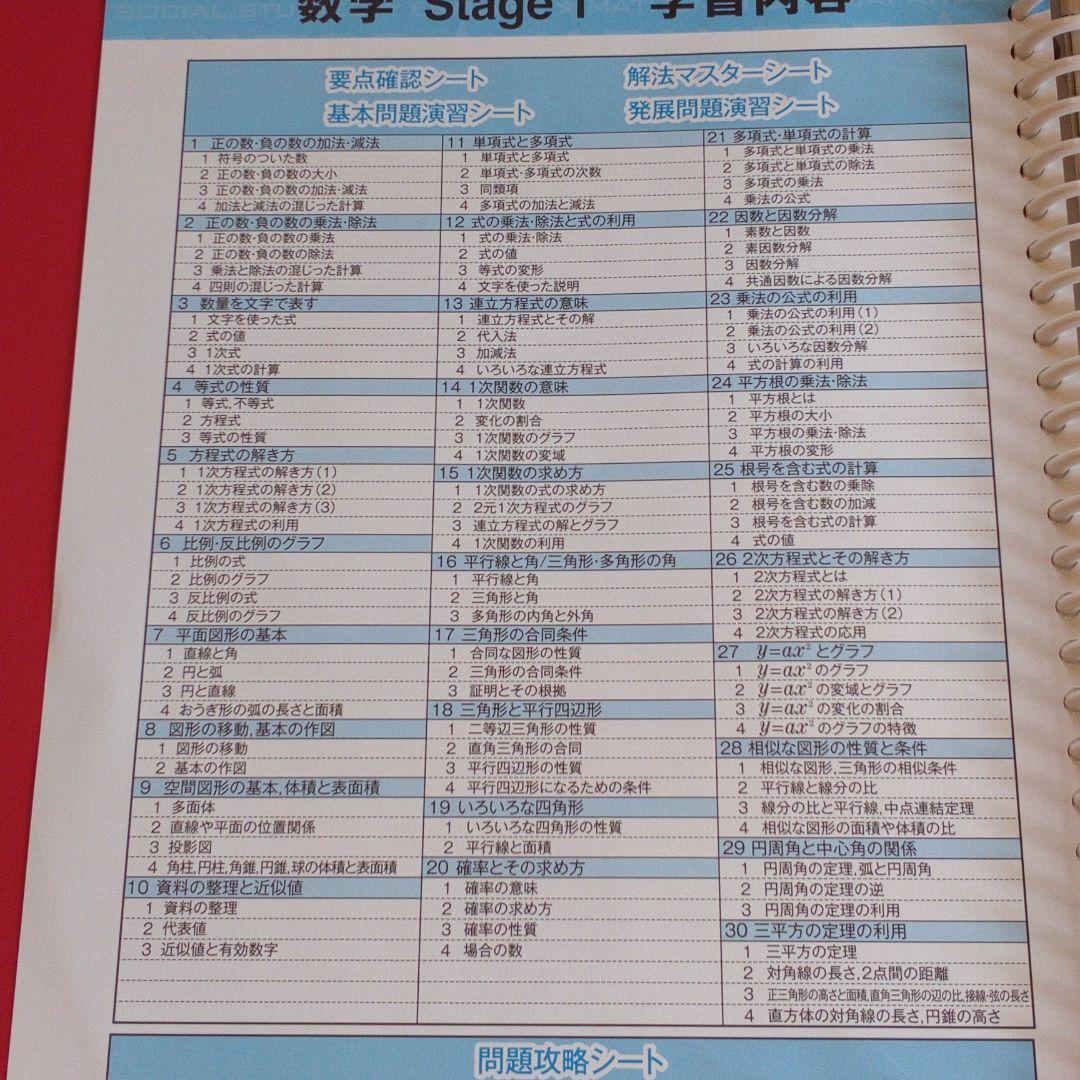 SOCIAL STU
数学 Stage 1 学習内容
要点確認シート 解法マスターシート
基本問題演習シート 発展問題演習シート
1 正の数･負の数の加法･減法
1 符号のついた数
2 正の数･負の数の大小
3 正の数･負の数の加法･減法
4 加法と減法の混じった計算
2 正の数･負の数の乗法･除法
1 正の数･負の数の乗法
2 正の数･負の数の除法
3 乗法と除法の混じった計算
4 四則の混じった計算
3 数量を文字で表す
1 文字を使った式
2 式の値
3 1次式
4 1次式の計算
4 等式の性質
1 等式,不等式
2 方程式
3 等式の性質
5 方程式の解き方
1 1次方程式の解き方(1)
2 1次方程式の解き方(2)
3 1次方程式の解き方(3)
4 1次方程式の利用
6 比例･反比例のグラフ
1 比例の式
2 比例のグラフ
3 反比例の式
4 反比例のグラフ
7 平面図形の基本
1 直線と角
2 円と弧
3 円と直線
4 おうぎ形の弧の長さと面積
8 図形の移動,基本の作図
1 図形の移動
2 基本の作図
9 空間図形の基本,体積と表面積
1 多面体
2 直線や平面の位置関係
3 投影図
4 角柱,円柱,角錐,円錐,球の体積と表面積
10 資料の整理と近似値
1 資料の整理
2 代表値
3 近似値と有効数字
11 単項式と多項式
1 単項式と多項式
2 単項式･多項式の次数
3 同類項
4 多項式の加法と減法
12 式の乗法･除法と式の利用
1 式の乗法･除法
2 式の値
3 等式の変形
4 文字を使った説明
13 連立方程式の意味
1 連立方程式とその解
2 代入法
3 加減法
4 いろいろな連立方程式
14 1次関数の意味
1 1次関数
2 変化の割合
3 1次関数のグラフ
4 1次関数の変域
15 1次関数の求め方
1 1次関数の式の求め方
2 2元1次方程式のグラフ
3 連立方程式の解とグラフ
4 1次関数の利用
16 平行線と角/三角形･多角形の角
1 平行線と角
2 三角形と角
3 多角形の内角と外角
17 三角形の合同条件
1 合同な図形の性質
2 三角形の合同条件
3 証明とその根拠
18 三角形と平行四辺形
1 二等辺三角形の性質
2 直角三角形の合同
3 平行四辺形の性質
4 平行四辺形になるための条件
19 いろいろな四角形
1 いろいろな四角形の性質
2 平行線と面積
20 確率とその求め方
1 確率の意味
2 確率の求め方
3 確率の性質
4 場合の数
21 多項式･単項式の計算
1 多項式と単項式の乗法
2 多項式と単項式の除法
3 多項式の乗法
4 乗法の公式
22 因数と因数分解
1 素数と因数
2 素因数分解
3 因数分解
4 共通因数による因数分解
23 乗法の公式の利用
1 乗法の公式の利用(1)
2 乗法の公式の利用(2)
3 いろいろな因数分解
4 式の計算の利用
24 平方根の乗法･除法
1 平方根とは
2 平方根の大小
3 平方根の乗法･除法
4 平方根の変形
25 根号を含む式の計算
1 根号を含む数の乗除
2 根号を含む数の加減
3 根号を含む式の計算
4 式の値
26 2次方程式とその解き方
1 2次方程式とは
2 2次方程式の解き方(1)
3 2次方程式の解き方(2)
4 2次方程式の応用
27 y=ax²とグラフ
1 y=ax²のグラフ
2 y=ax²の変域とグラフ
3 y=ax²の変化の割合
4 y=ax²のグラフの特徴
28 相似な図形の性質と条件
1 相似な図形,三角形の相似条件
2 平行線と線分の比
3 線分の比と平行線,中点連結定理
4 相似な図形の面積や体積の比
29 円周角と中心角の関係
1 円周角の定理,弧と円周角
2 円周角の定理の逆
3 円周角の定理の利用
30 三平方の定理の利用
1 三平方の定理
2 対角線の長さ,2点間の距離
3 正三角形の高さと面積,直角三角形の辺の比,接線･弦の長さ
4 直方体の対角線の長さ,円錐の高さ
問題攻略シート